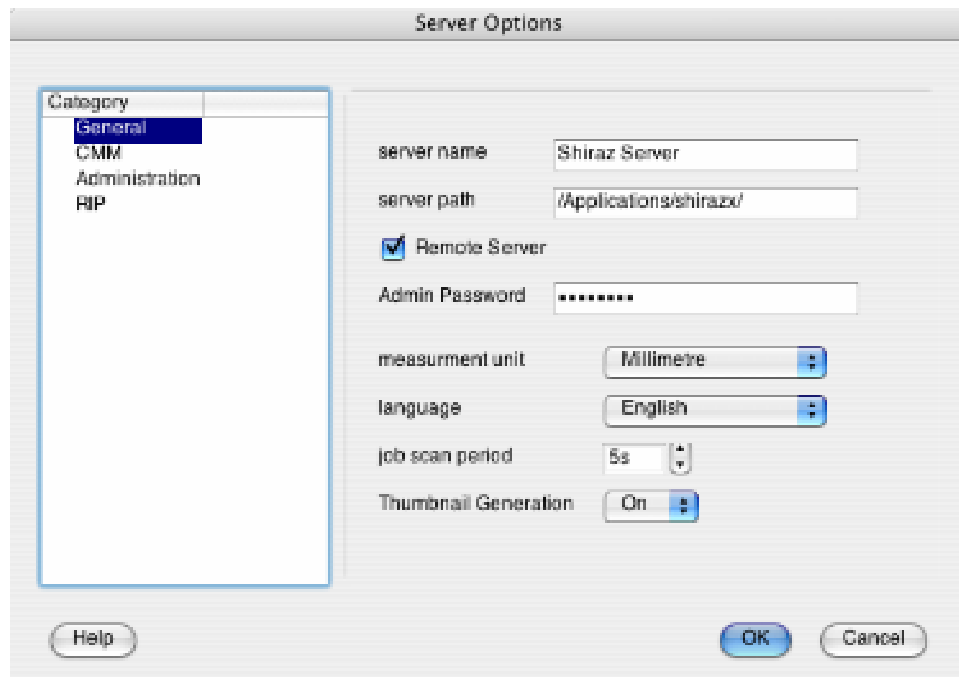 Server Options
Category
General
CMM
Administration
RIP
server name
Shiraz Server
server path
/Applications/shirazx/
Remote Server
Admin Password
••••••••
measurment unit
Millimetre
language
English
job scan period
5s
Thumbnail Generation
On
Help
OK
Cancel